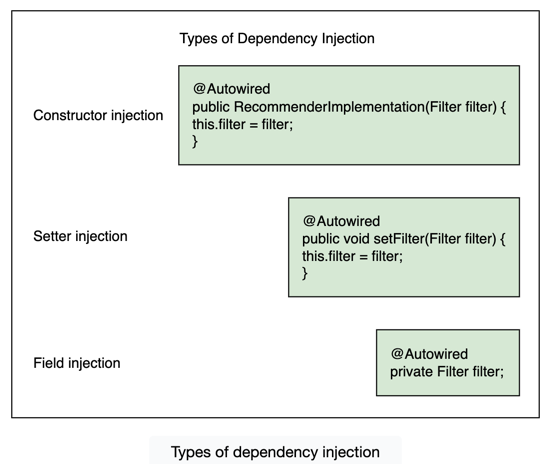 Types of Dependency Injection
Constructor injection
@Autowired
public RecommenderImplementation(Filter filter) {
this.filter = filter;
}
Setter injection
@Autowired
public void setFilter(Filter filter) {
this.filter = filter;
}
Field injection
@Autowired
private Filter filter;
Types of dependency injection